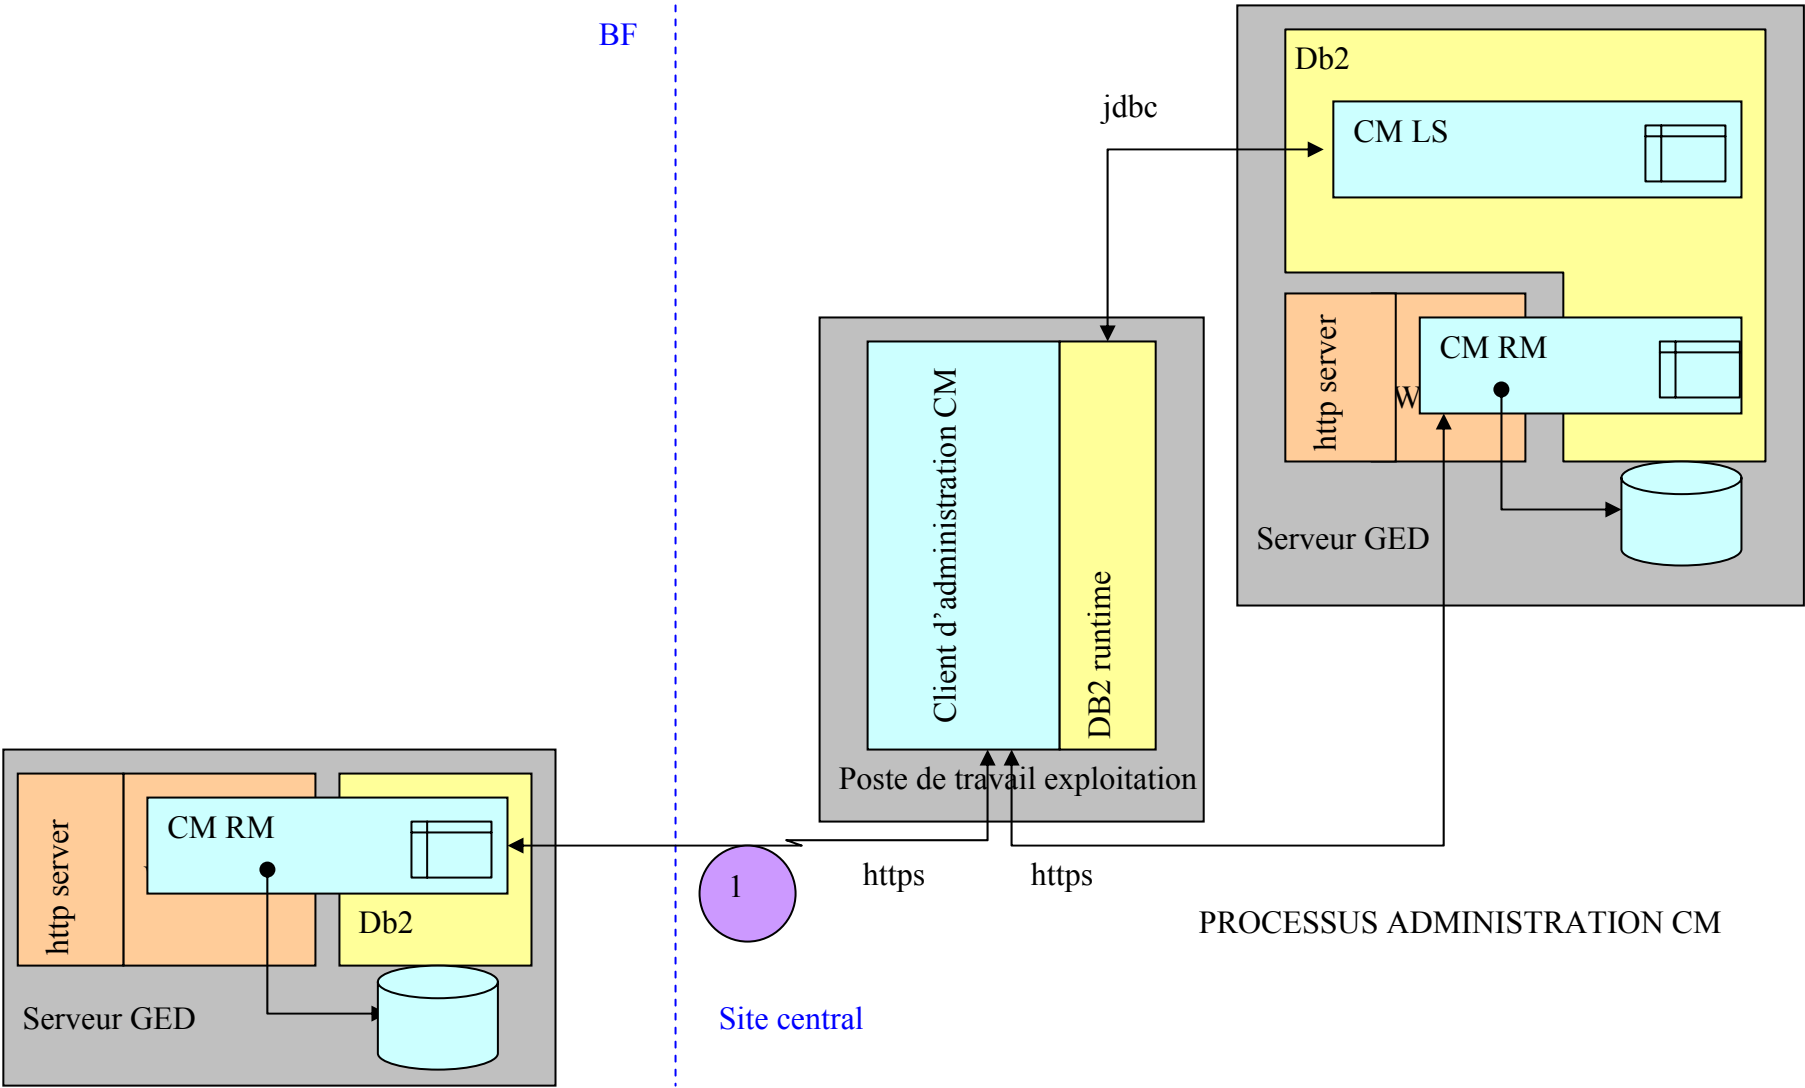 BF
Db2
jdbc
CM LS
http server
W
CM RM
Client d’administration CM
DB2 runtime
Serveur GED
Poste de travail exploitation
CM RM
http server
Db2
1
https
https
PROCESSUS ADMINISTRATION CM
Serveur GED
Site central